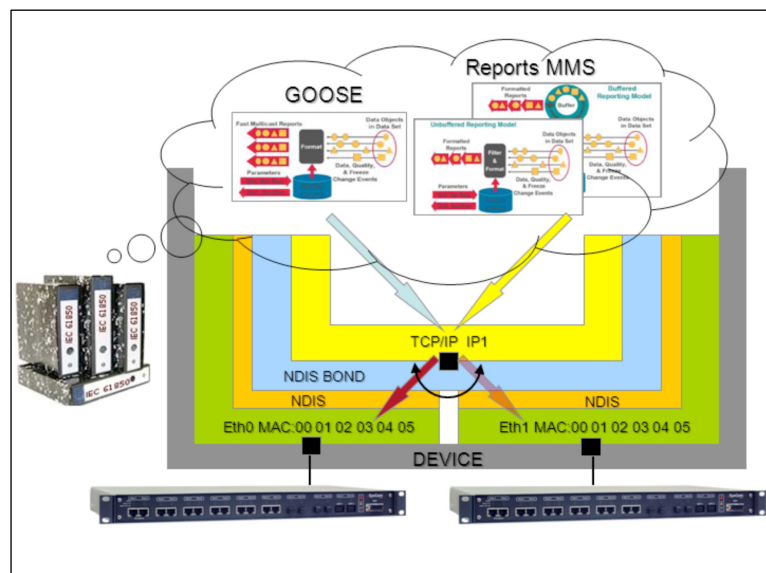 Reports MMS
GOOSE
Formatted
Reports
Buffer
Buffered
Reporting Model
Fast Multicast Reports
Format
Data Objects
in Data Set
Parameters
Data, Quality,
& Freeze
Change Events
Unbuffered Reporting Model
Formatted
Reports
Filter
&
Format
Data Objects
in Data Set
Parameters
Data, Quality,
& Freeze
Change Events
IEC 61850
IEC 61850
IEC 61850
IEC 61850
TCP/IP IP1
NDIS BOND
NDIS
NDIS
Eth0 MAC:00 01 02 03 04 05
Eth1 MAC:00 01 02 03 04 05
DEVICE